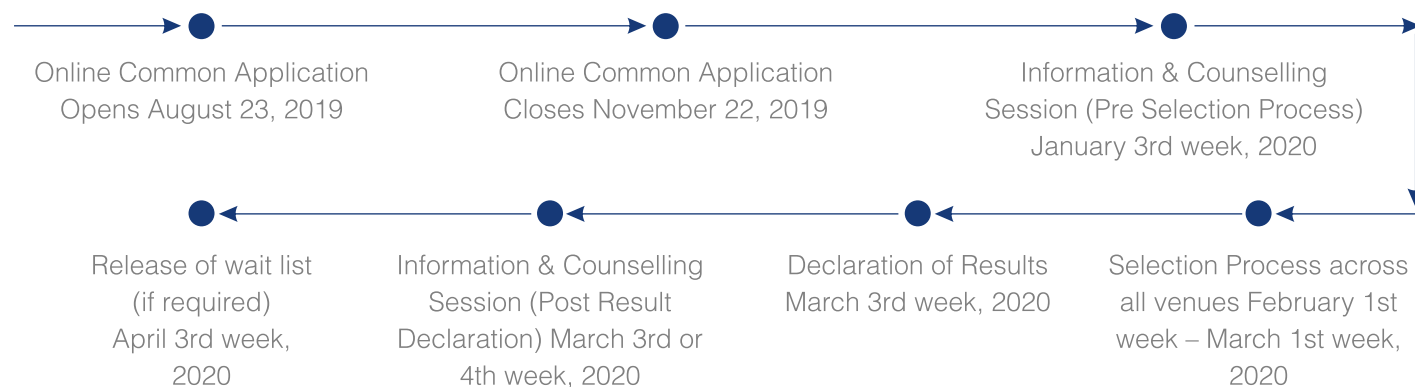 Online Common Application
Opens August 23, 2019
Online Common Application
Closes November 22, 2019
Information & Counselling
Session (Pre Selection Process)
January 3rd week, 2020
Selection Process across
all venues February 1st
week – March 1st week,
2020
Declaration of Results
March 3rd week, 2020
Information & Counselling
Session (Post Result
Declaration) March 3rd or
4th week, 2020
Release of wait list
(if required)
April 3rd week,
2020